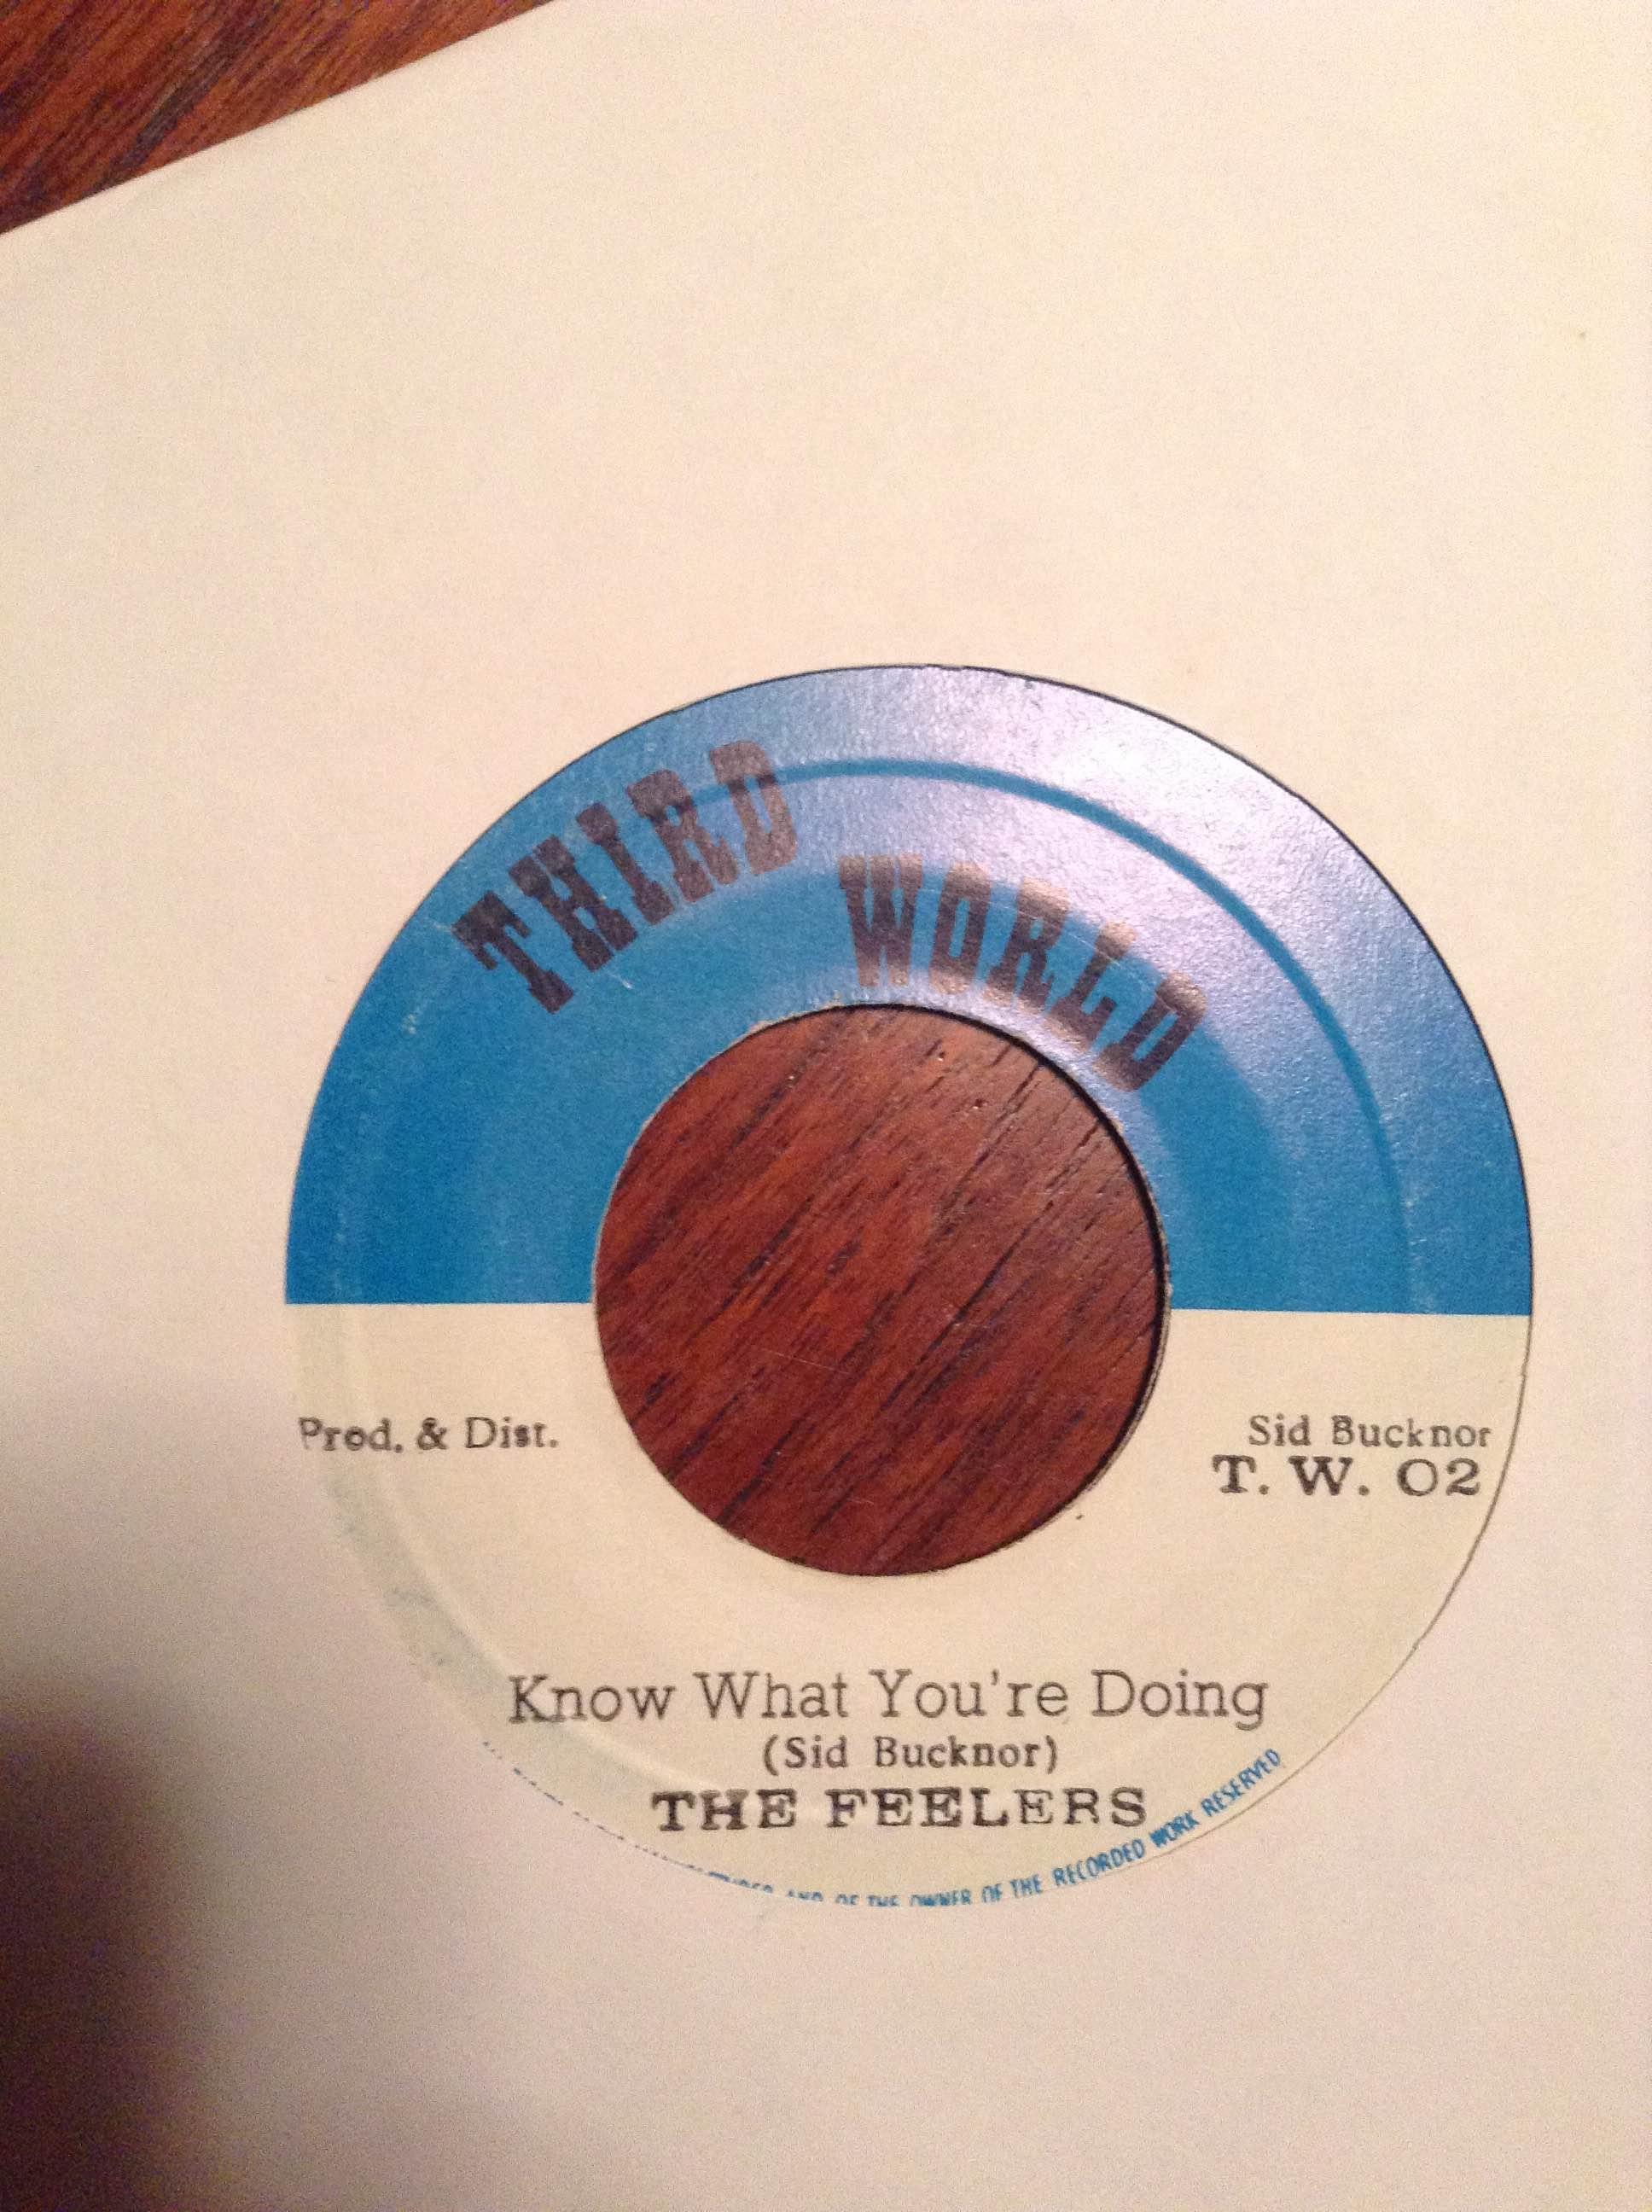 THIRD WORLD
Prod. & Dist.
Sid Bucknor
T. W. 02
Know What You're Doing
(Sid Bucknor)
THE FEELERS
AND OF THE OWNER OF THE RECORDED WORK RESERVED